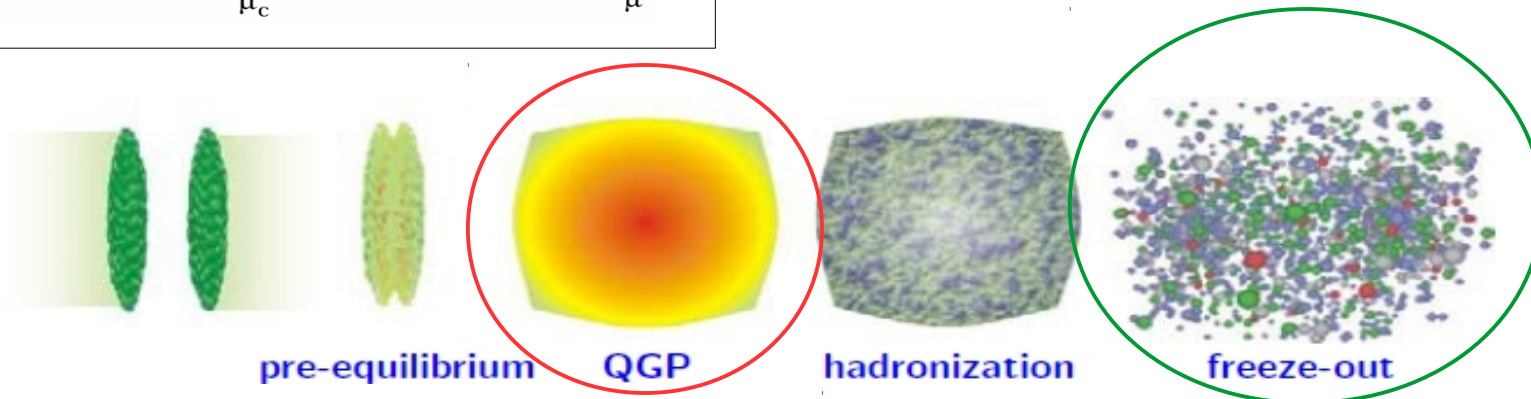 μc μ
pre-equilibrium QGP hadronization freeze-out